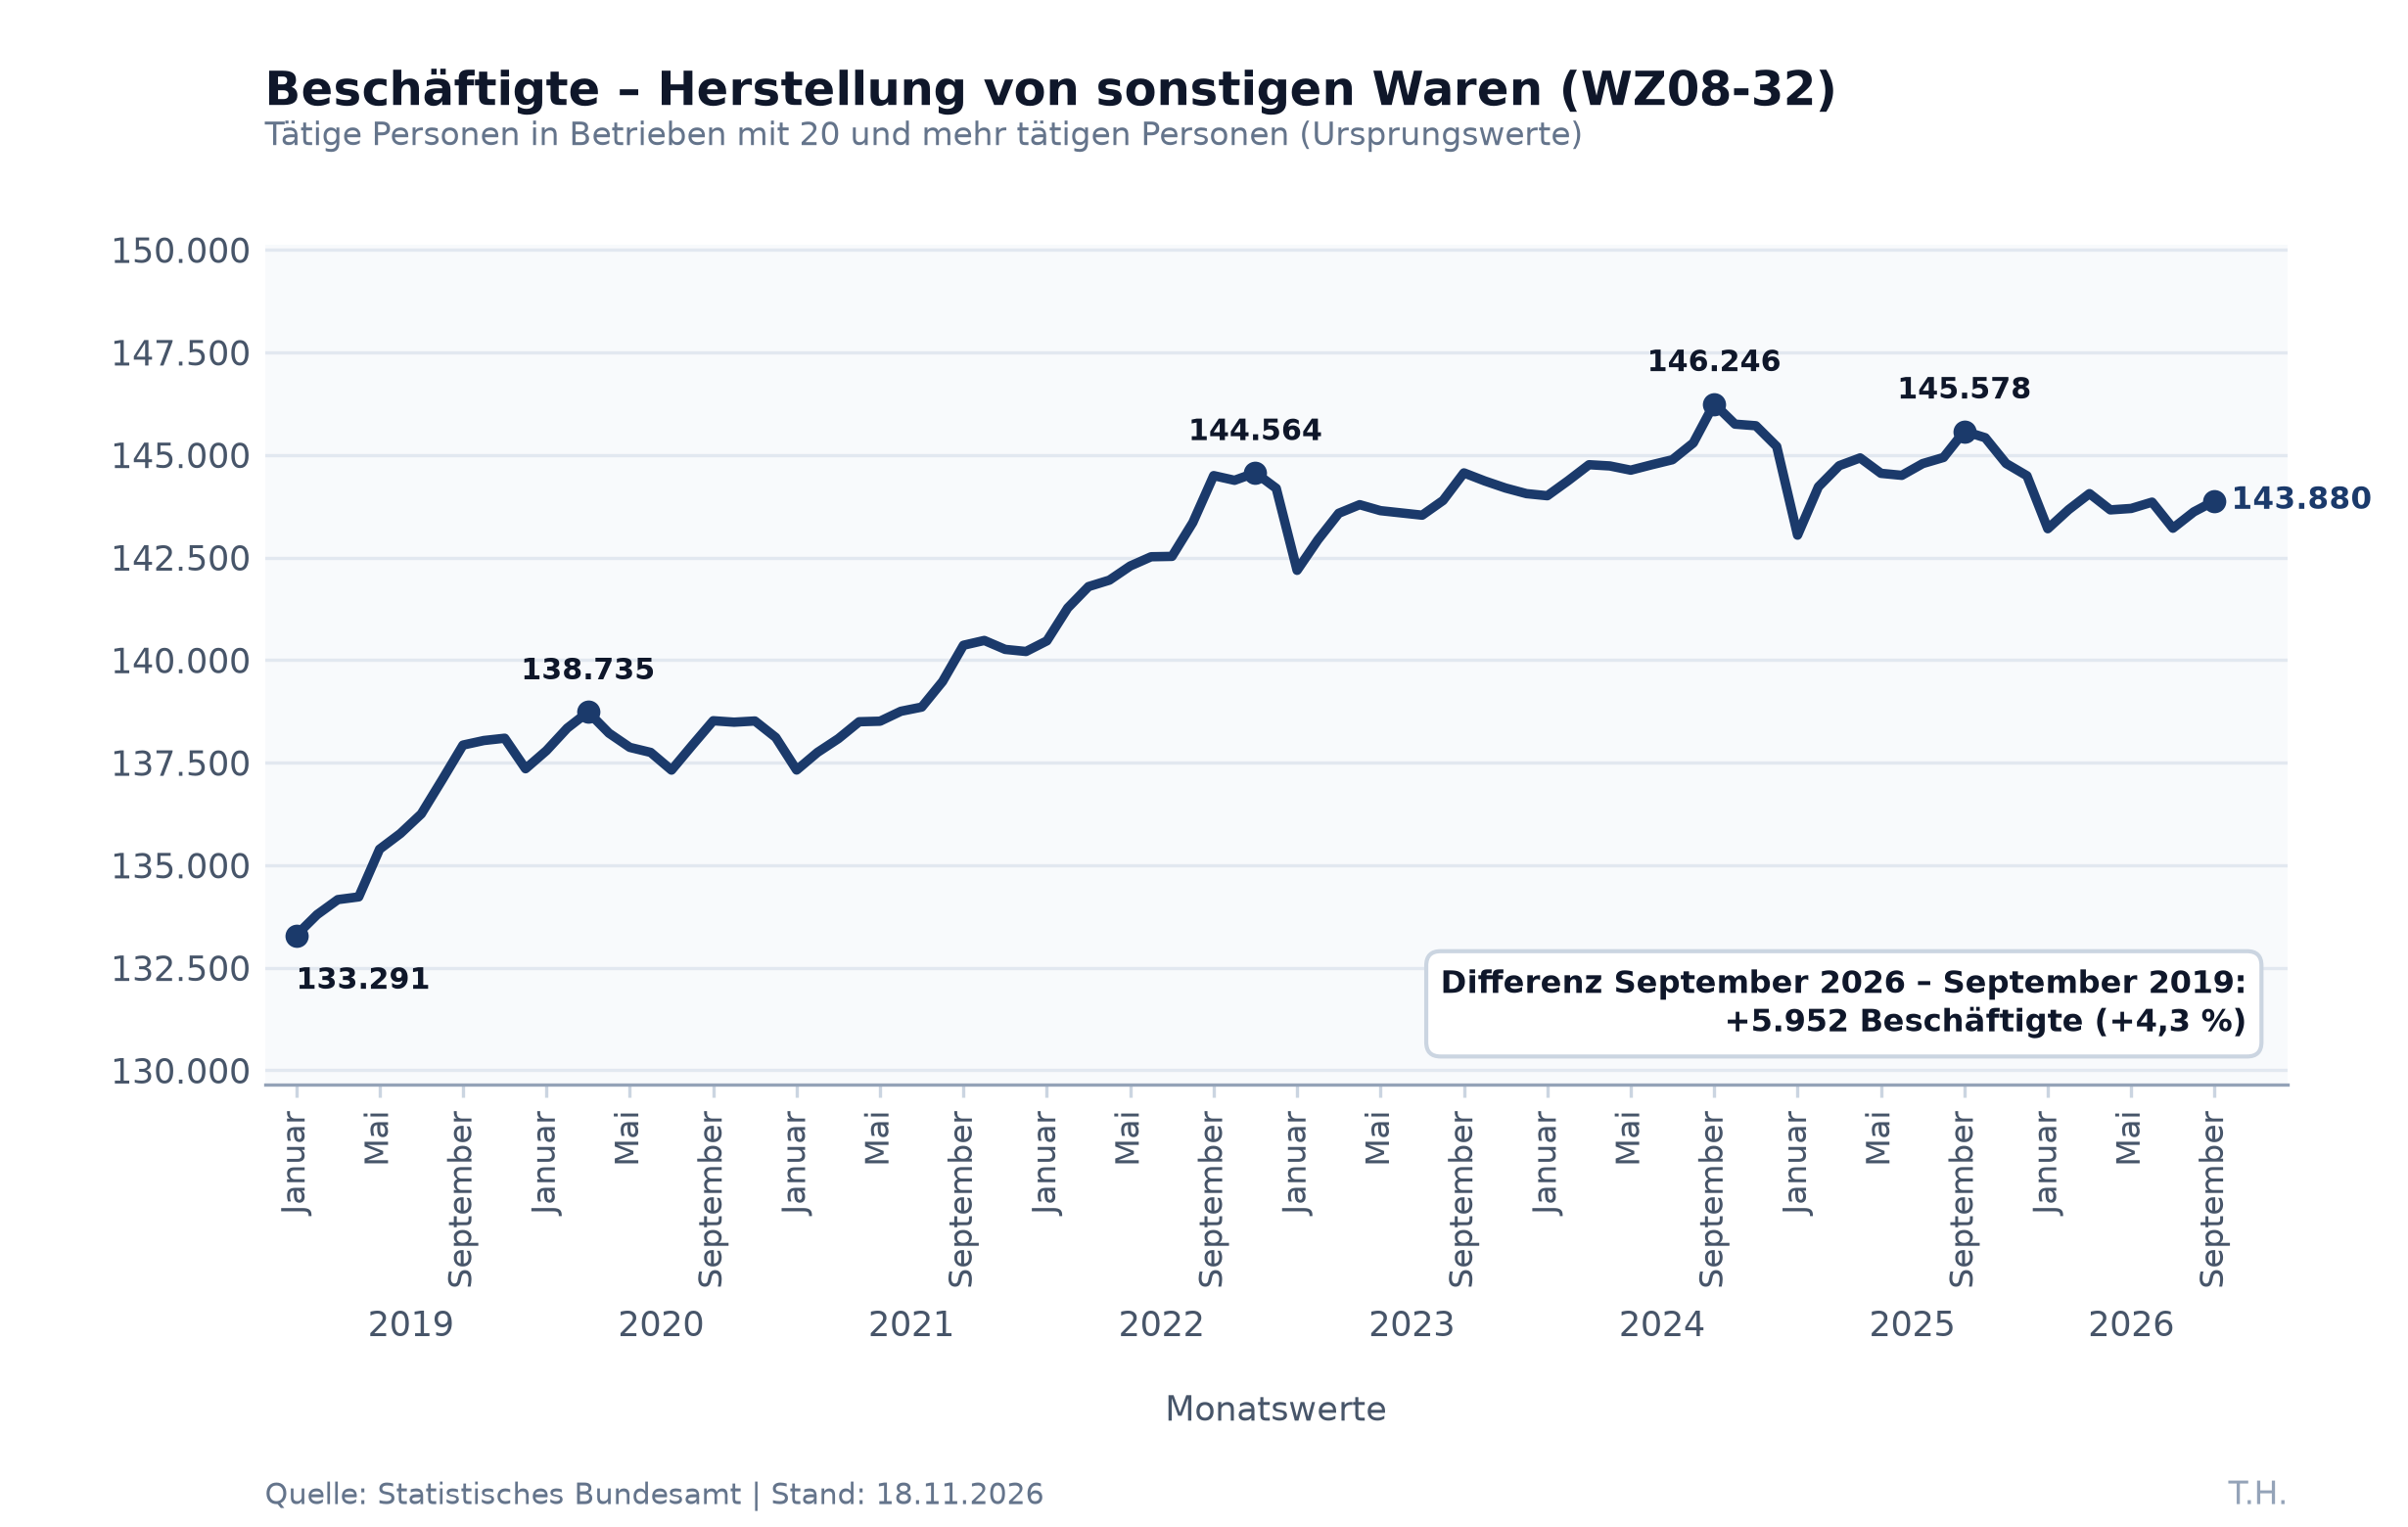 Beschäftigte – Herstellung von sonstigen Waren (WZ08-32)
Tätige Personen in Betrieben mit 20 und mehr tätigen Personen (Ursprungswerte)
150.000
147.500
145.000
142.500
140.000
137.500
135.000
132.500
130.000
133.291
138.735
144.564
146.246
145.578
143.880
Differenz September 2026 – September 2019:
+5.952 Beschäftigte (+4,3 %)
Januar
Mai
September
Januar
Mai
September
Januar
Mai
September
Januar
Mai
September
Januar
Mai
September
Januar
Mai
September
Januar
Mai
September
Januar
Mai
September
2019 2020 2021 2022 2023 2024 2025 2026
Monatswerte
Quelle: Statistisches Bundesamt | Stand: 18.11.2026
T.H.